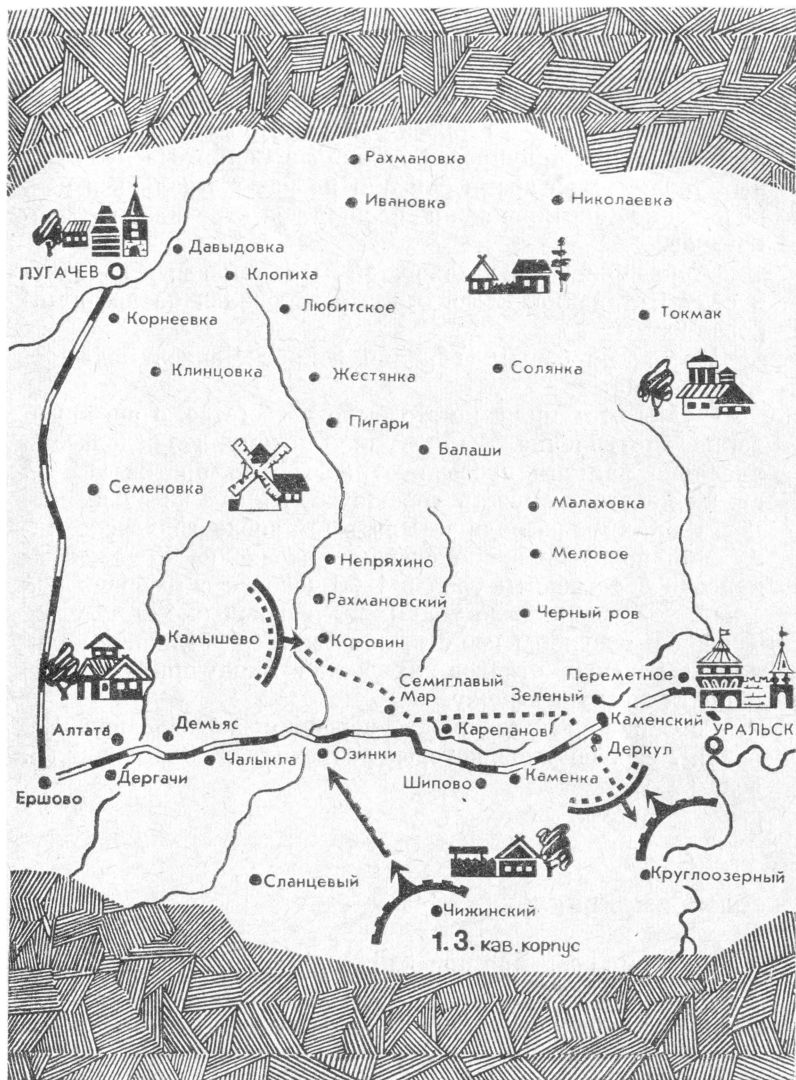 Рахмановка
Ивановка
Николаевка
Давыдовка
ПУГАЧЕВ
Клопиха
Корнеевка
Любитское
Токмак
Клинцовка
Жестянка
Солянка
Пигари
Балаши
Семеновка
Малаховка
Непряхино
Меловое
Рахмановский
Черный ров
Камышево
Коровин
Семиглавый
Мар
Переметное
Зеленый
Каменский
Карепанов
УРАЛЬСК
Алтата
Демьяс
Деркул
Озинки
Чалыкла
Дергачи
Шипово
Каменка
Ершово
Сланцевый
Круглоозерный
Чижинский
1.3. кав.корпус